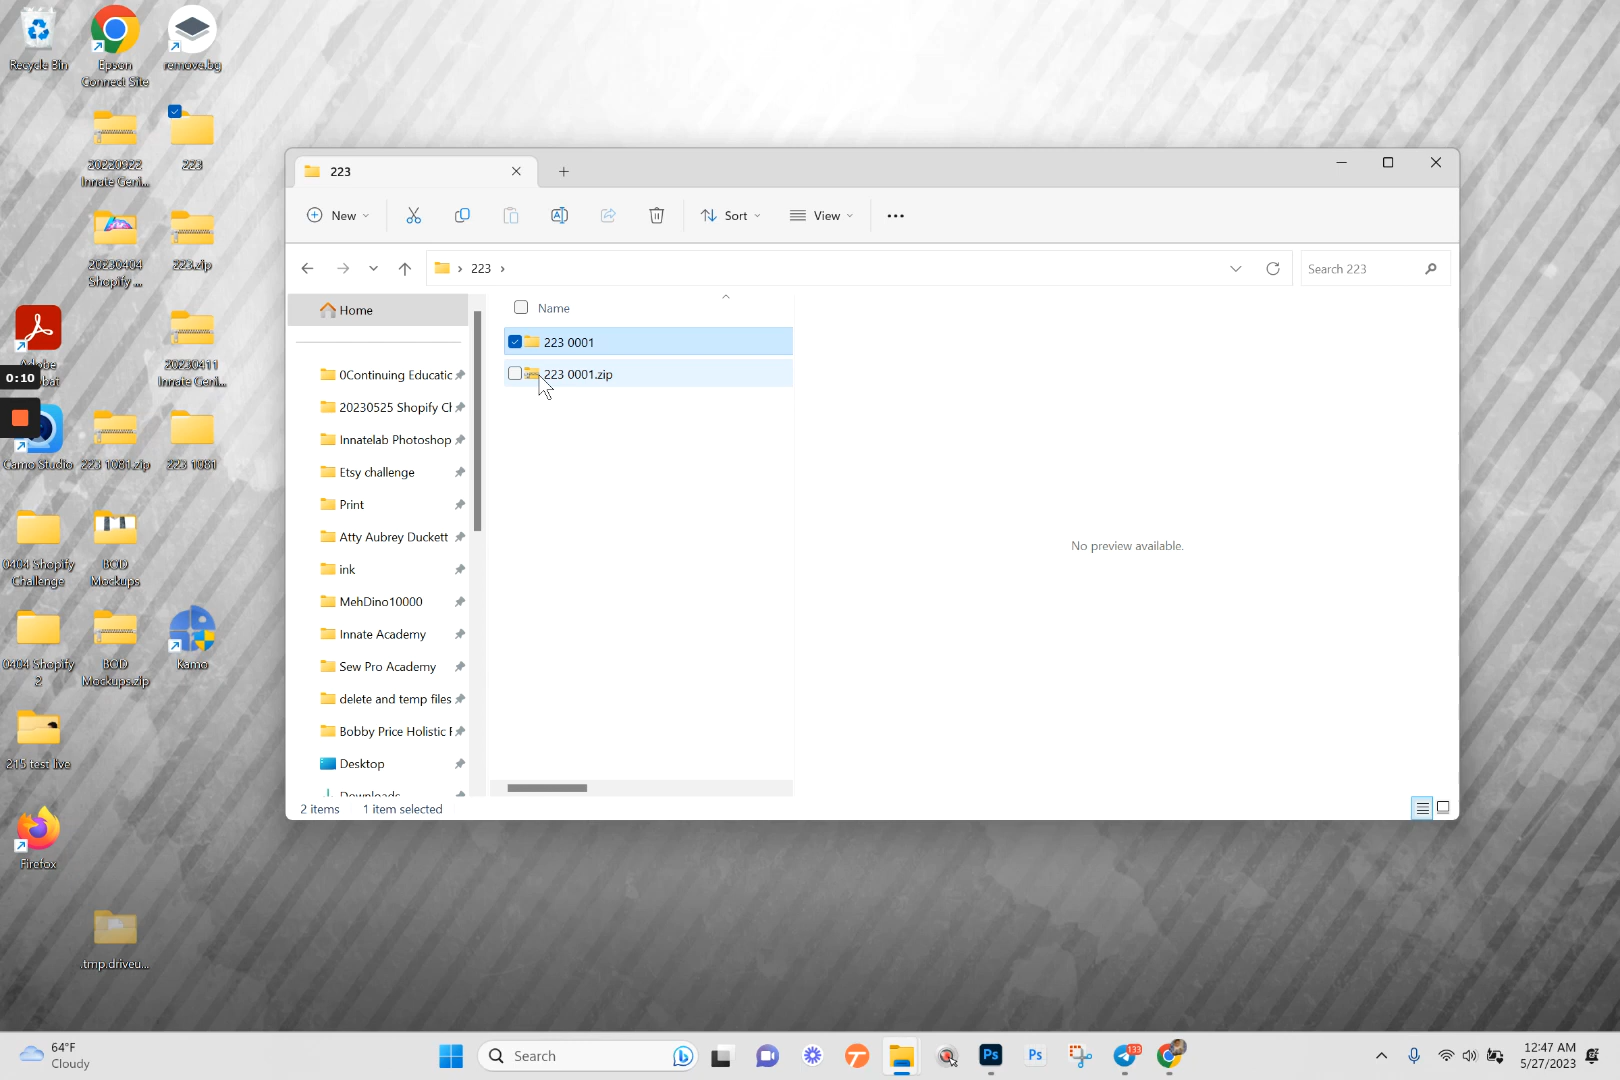 Recycle Bin
Epson
Connect Site
remove.bg
20220922
Innate Geni...
223
20230404
Shopify ...
223.zip
20230411
Innate Geni...
0:10
Camo Studio
223 1081.zip
223 1081
0404 Shopify
Challenge
BOD
Mockups
0404 Shopify
2
BOD
Mockups.zip
Kamo
215 test live
Firefox
.tmp.driveu...
223
New
Sort
View
223
Search 223
Home
0Continuing Educatic
20230525 Shopify Cl
Innatelab Photoshop
Etsy challenge
Print
Atty Aubrey Duckett
ink
MehDino10000
Innate Academy
Sew Pro Academy
delete and temp files
Bobby Price Holistic F
Desktop
Downloads
Name
223 0001
223 0001.zip
No preview available.
2 items
1 item selected
64°F
Cloudy
Search
Ps
Ps
133
12:47 AM
5/27/2023